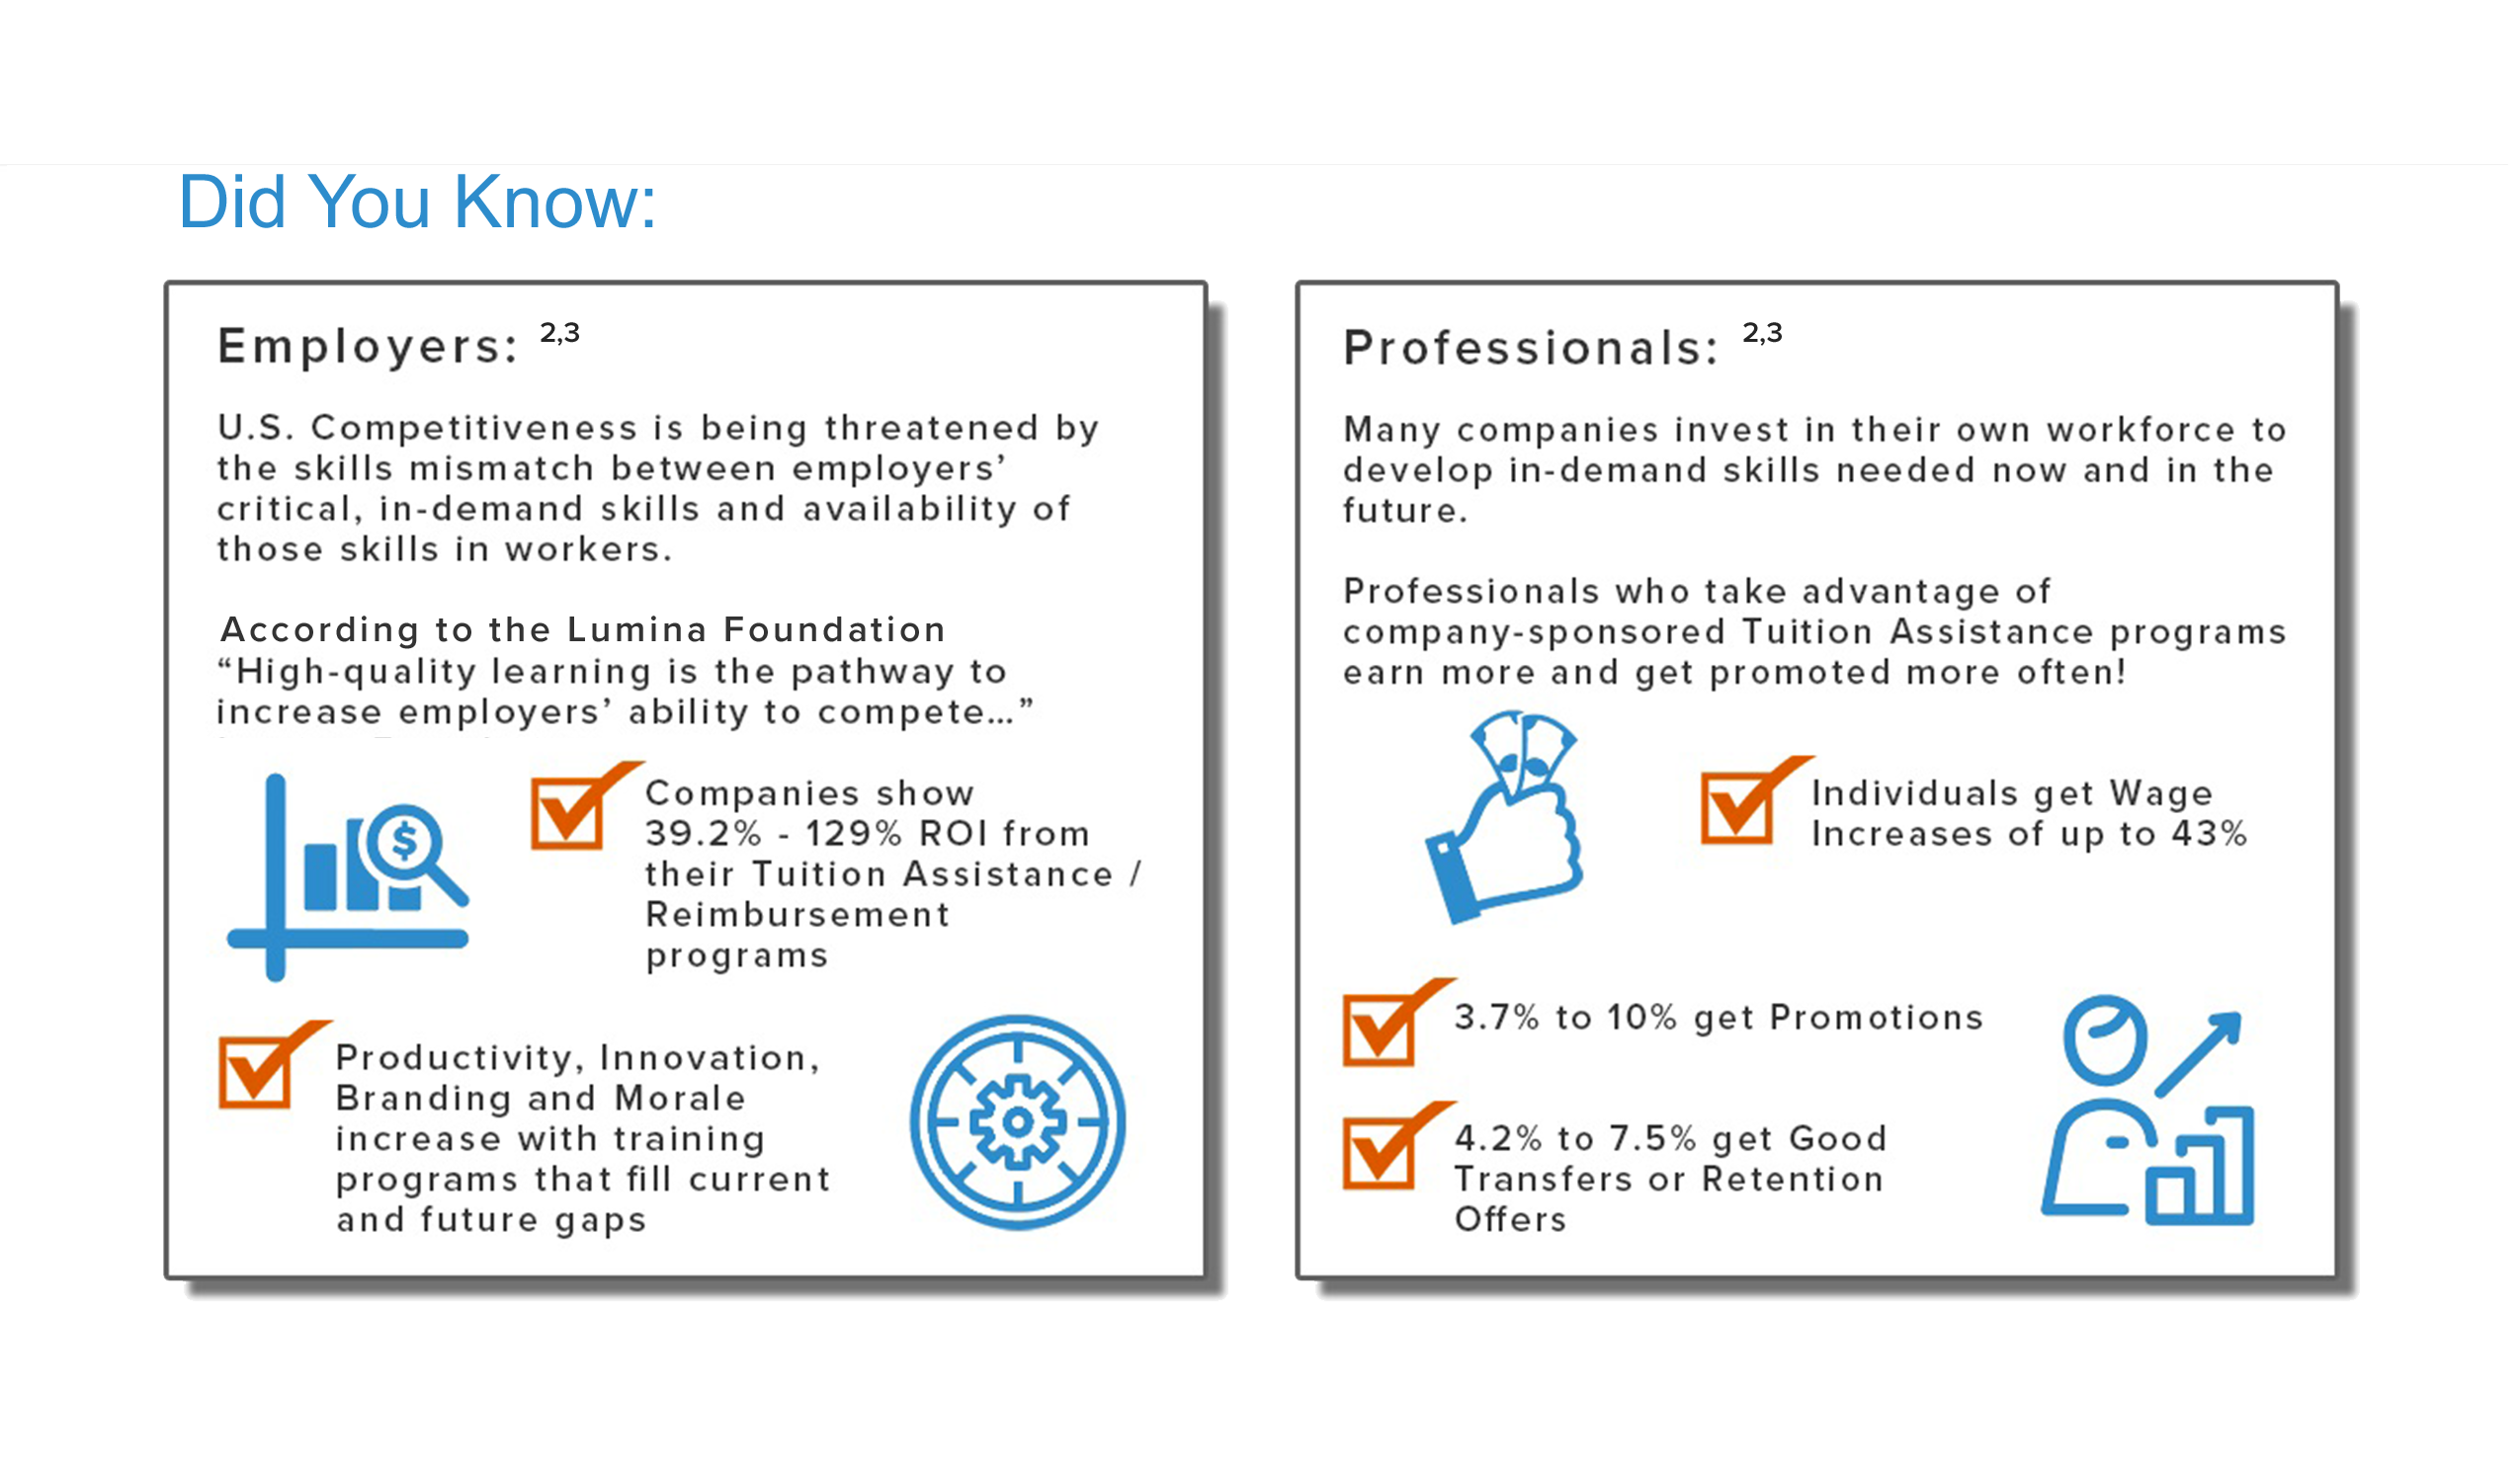 Did You Know:
Employers: 2,3
U.S. Competitiveness is being threatened by
the skills mismatch between employers’
critical, in-demand skills and availability of
those skills in workers.
According to the Lumina Foundation
“High-quality learning is the pathway to
increase employers’ ability to compete...”
Companies show
39.2% - 129% ROI from
their Tuition Assistance /
Reimbursement
programs
Productivity, Innovation,
Branding and Morale
increase with training
programs that fill current
and future gaps
Professionals: 2,3
Many companies invest in their own workforce to
develop in-demand skills needed now and in the
future.
Professionals who take advantage of
company-sponsored Tuition Assistance programs
earn more and get promoted more often!
Individuals get Wage
Increases of up to 43%
3.7% to 10% get Promotions
4.2% to 7.5% get Good
Transfers or Retention
Offers